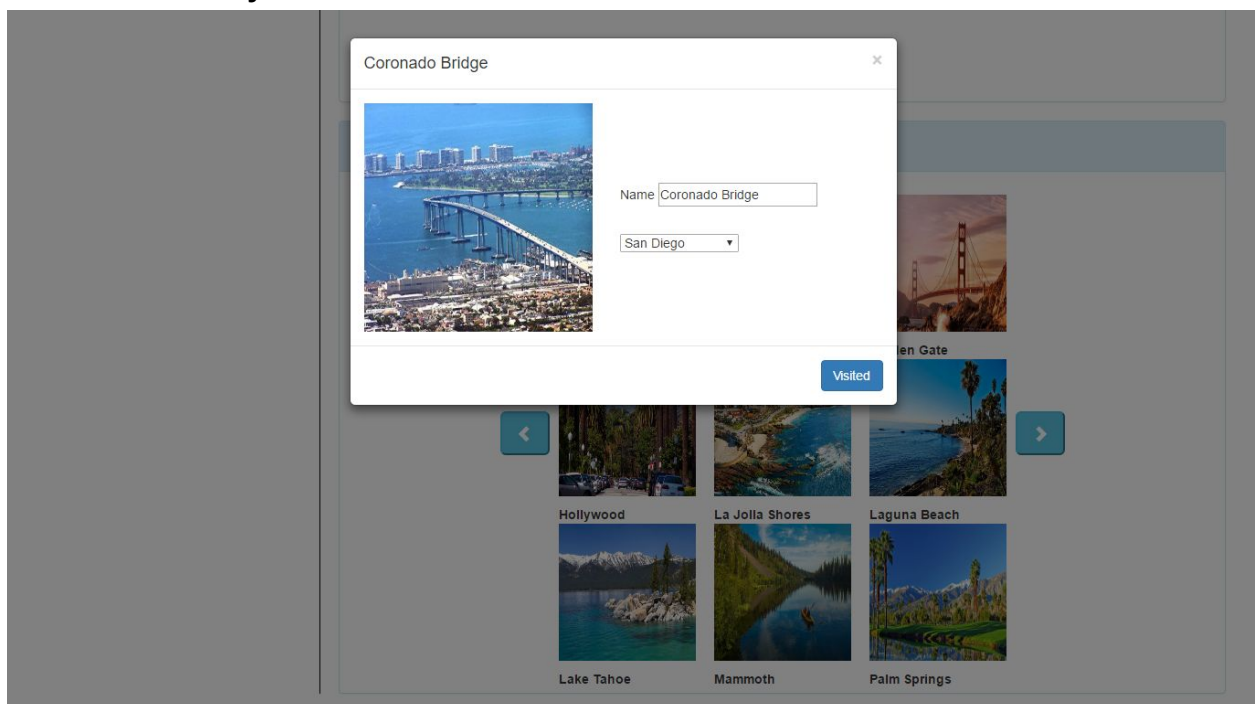 Coronado Bridge
×
Name Coronado Bridge
San Diego
en Gate
Visited
Hollywood
La Jolla Shores
Laguna Beach
Lake Tahoe
Mammoth
Palm Springs